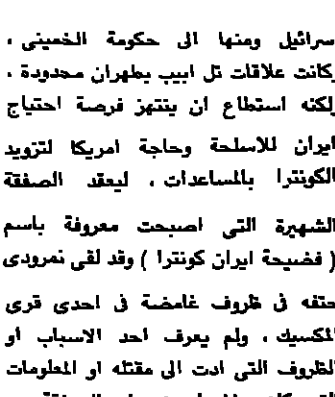 سرائيل ومنها الى حكومة الخمينى ،
وكانت علاقات تل ابيب بطهران محدودة ،
ولكنه استطاع ان ينتهز فرصة احتياج
ايران للاسلحة وحاجة امريكا لتزويد
الكونترا بالمساعدات ، ليعقد الصفقة
الشهيرة التى اصبحت معروفة باسم
( فضيحة ايران كونترا ) وقد لقى نمرودى
حتفه فى ظروف غامضة فى احدى قرى
المكسيك ، ولم يعرف احد الاسباب او
الظروف التى ادت الى مقتله او المعلومات